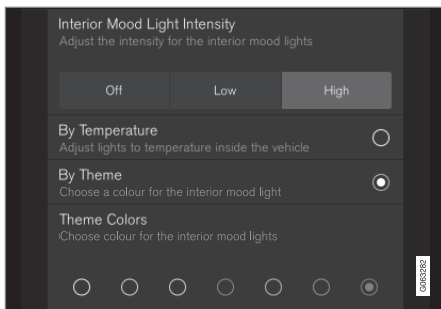 Interior Mood Light Intensity
Adjust the intensity for the interior mood lights
Off Low High
By Temperature
Adjust lights to temperature inside the vehicle
By Theme
Choose a colour for the interior mood light
Theme Colors
Choose colour for the interior mood lights
G063282